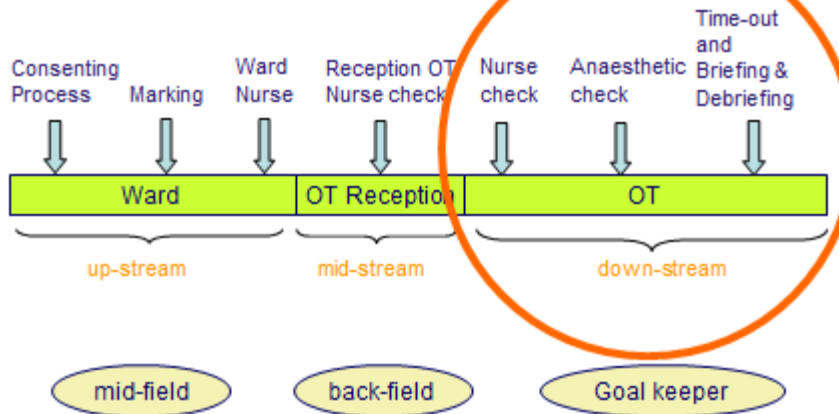 Consenting
Process
Marking
Ward
Nurse
Reception OT
Nurse check
Nurse
check
Anaesthetic
check
Time-out
and
Briefing &
Debriefing
Ward
OT Reception
OT
up-stream
mid-stream
down-stream
mid-field
back-field
Goal keeper